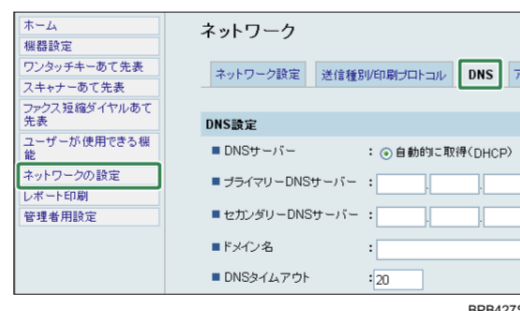 ホーム
機器設定
ワンタッチキーあて先表
スキャナーあて先表
ファクス短縮ダイヤルあて
先表
ユーザーが使用できる機
能
ネットワークの設定
レポート印刷
管理者用設定
ネットワーク
ネットワーク設定 送信種別/印刷プロトコル DNS ア
DNS設定
■ DNSサーバー : 自動的に取得(DHCP)
■ プライマリーDNSサーバー : . .
■ セカンダリーDNSサーバー : . .
■ ドメイン名 :
■ DNSタイムアウト : 20